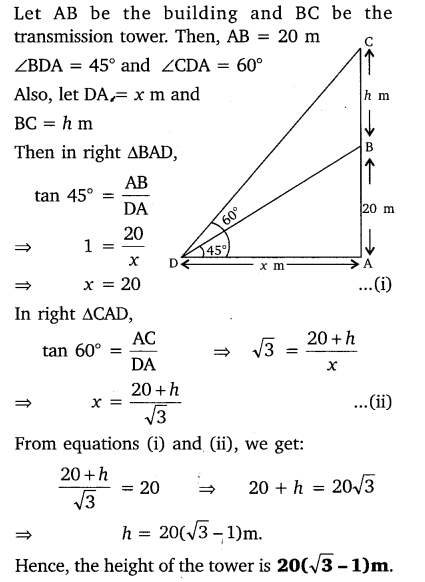 Let AB be the building and BC be the
transmission tower. Then, AB = 20 m
∠BDA = 45° and ∠CDA = 60°
Also, let DA = x m and
BC = h m
Then in right ΔBAD,
tan 45° = AB/DA
⇒ 1 = 20/x
⇒ x = 20 ...(i)
C
h m
B
20 m
60°
45°
D
x m
A
In right ΔCAD,
tan 60° = AC/DA ⇒ √3 = (20 + h)/x
⇒ x = (20 + h)/√3 ...(ii)
From equations (i) and (ii), we get:
(20 + h)/√3 = 20 ⇒ 20 + h = 20√3
⇒ h = 20(√3 – 1)m.
Hence, the height of the tower is 20(√3 – 1)m.